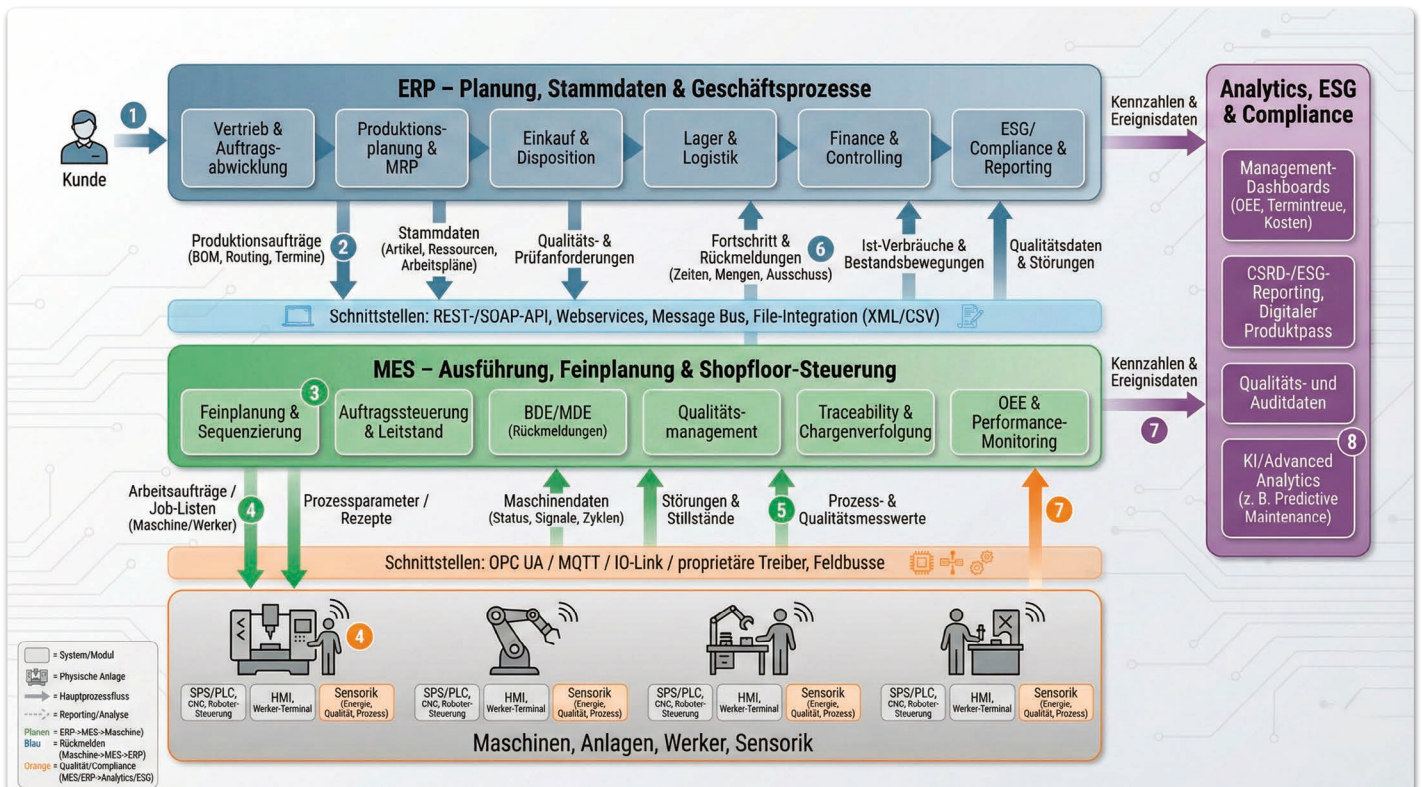 ERP – Planung, Stammdaten & Geschäftsprozesse
1
Kunde
Vertrieb &
Auftrags-
abwicklung
Produktions-
planung &
MRP
Einkauf &
Disposition
Lager &
Logistik
Finance &
Controlling
ESG/
Compliance &
Reporting
Kennzahlen &
Ereignisdaten
Produktionsaufträge
(BOM, Routing, Termine)
2
Stammdaten
(Artikel, Ressourcen,
Arbeitspläne)
Qualitäts- &
Prüfanforderungen
Fortschritt &
Rückmeldungen
(Zeiten, Mengen, Ausschuss)
6
Ist-Verbräuche &
Bestandsbewegungen
Qualitätsdaten
& Störungen
Schnittstellen: REST-/SOAP-API, Webservices, Message Bus, File-Integration (XML/CSV)
MES – Ausführung, Feinplanung & Shopfloor-Steuerung
3
Feinplanung &
Sequenzierung
Auftragssteuerung
& Leitstand
BDE/MDE
(Rückmeldungen)
Qualitäts-
management
Traceability &
Chargenverfolgung
OEE &
Performance-
Monitoring
Kennzahlen &
Ereignisdaten
7
Arbeitsaufträge /
Job-Listen
(Maschine/Werker)
4
Prozessparameter /
Rezepte
Maschinendaten
(Status, Signale, Zyklen)
Störungen &
Stillstände
5
Prozess- &
Qualitätsmesswerte
7
Schnittstellen: OPC UA / MQTT / IO-Link / proprietäre Treiber, Feldbusse
4
SPS/PLC,
CNC, Roboter-
Steuerung
HMI,
Werker-Terminal
Sensorik
(Energie,
Qualität, Prozess)
SPS/PLC,
CNC, Roboter-
Steuerung
HMI,
Werker-Terminal
Sensorik
(Energie,
Qualität, Prozess)
SPS/PLC,
CNC, Roboter-
Steuerung
HMI,
Werker-Terminal
Sensorik
(Energie,
Qualität, Prozess)
SPS/PLC,
CNC, Roboter-
Steuerung
HMI,
Werker-Terminal
Sensorik
(Energie,
Qualität, Prozess)
Maschinen, Anlagen, Werker, Sensorik
Analytics, ESG
& Compliance
Management-
Dashboards
(OEE, Termintreue,
Kosten)
CSRD-/ESG-
Reporting,
Digitaler
Produktpass
Qualitäts- und
Auditdaten
8
KI/Advanced
Analytics
(z. B. Predictive
Maintenance)
= System/Modul
= Physische Anlage
= Hauptprozessfluss
= Reporting/Analyse
Planen = ERP->MES->Maschine)
Blau = Rückmelden
(Maschine->MES->ERP)
Orange = Qualität/Compliance
(MES/ERP->Analytics/ESG)